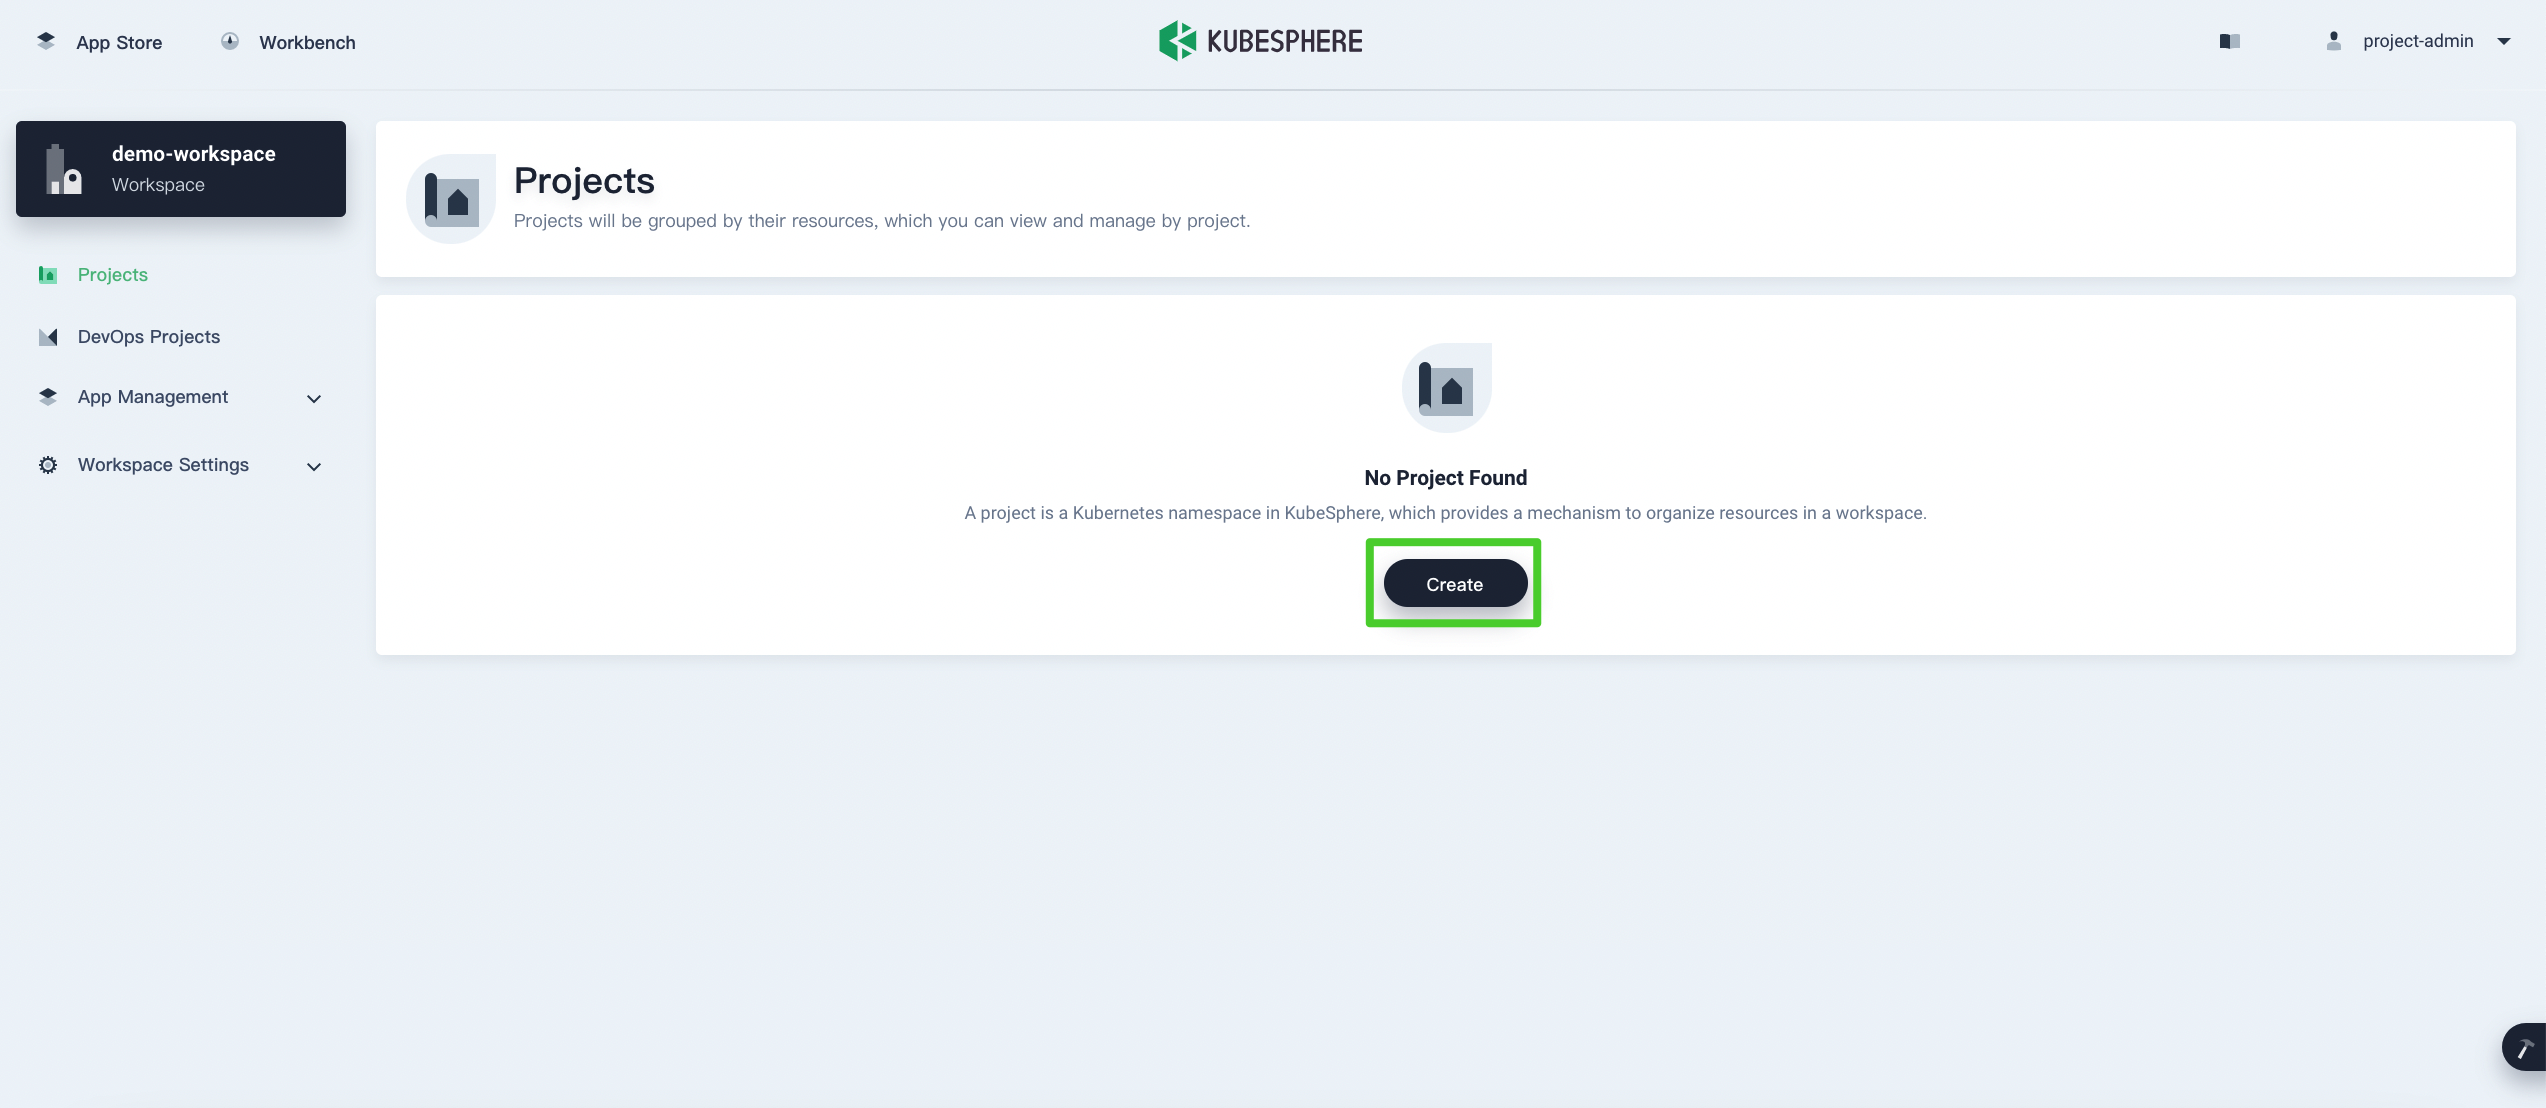 App Store
Workbench
KUBESPHERE
project-admin
demo-workspace
Workspace
Projects
DevOps Projects
App Management
Workspace Settings
Projects
Projects will be grouped by their resources, which you can view and manage by project.
No Project Found
A project is a Kubernetes namespace in KubeSphere, which provides a mechanism to organize resources in a workspace.
Create